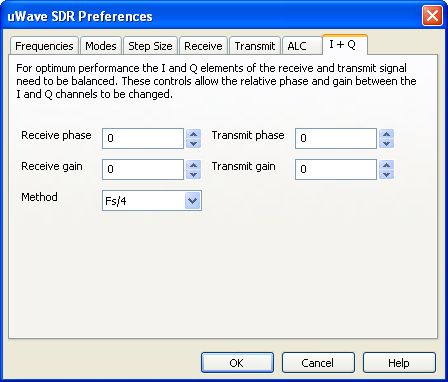 uWave SDR Preferences
Frequencies Modes Step Size Receive Transmit ALC I + Q
For optimum performance the I and Q elements of the receive and transmit signal
need to be balanced. These controls allow the relative phase and gain between the
I and Q channels to be changed.
Receive phase 0 Transmit phase 0
Receive gain 0 Transmit gain 0
Method Fs/4
OK Cancel Help